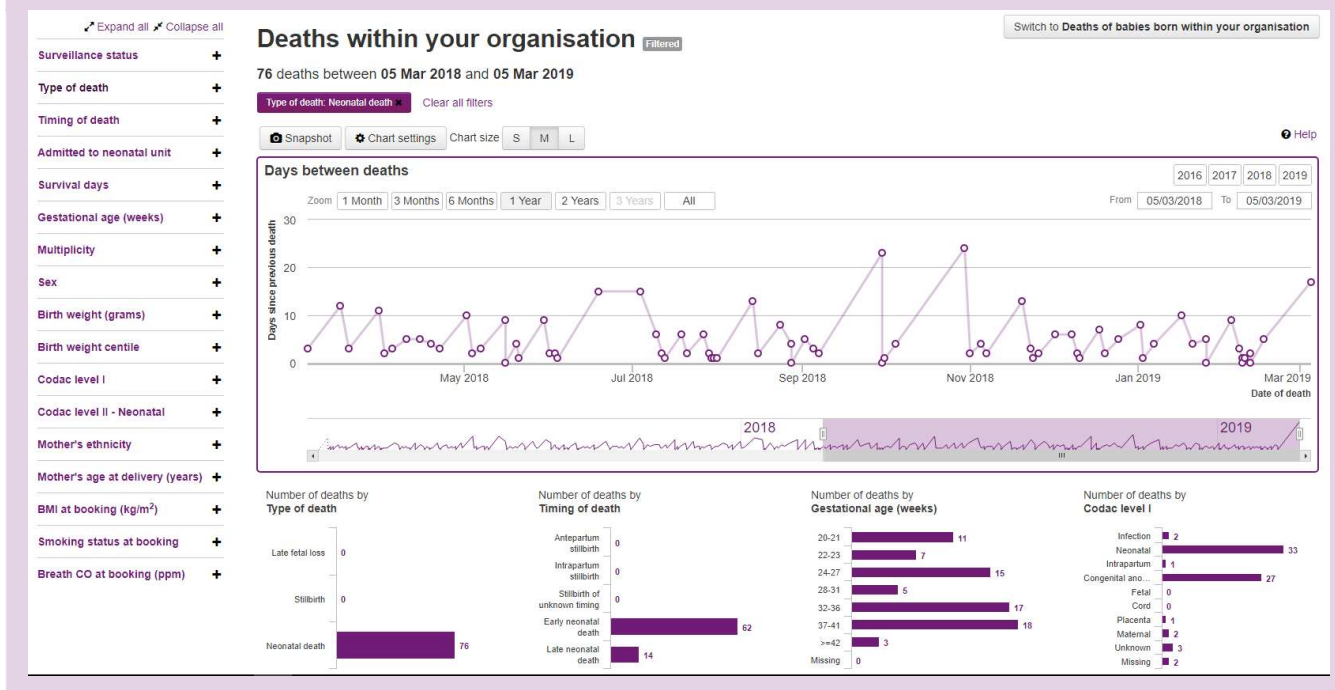 Expand all Collapse all
Surveillance status +
Type of death +
Timing of death +
Admitted to neonatal unit +
Survival days +
Gestational age (weeks) +
Multiplicity +
Sex +
Birth weight (grams) +
Birth weight centile +
Codac level I +
Codac level II - Neonatal +
Mother's ethnicity +
Mother's age at delivery (years) +
BMI at booking (kg/m²) +
Smoking status at booking +
Breath CO at booking (ppm) +
Deaths within your organisation Filtered
Switch to Deaths of babies born within your organisation
76 deaths between 05 Mar 2018 and 05 Mar 2019
Type of death: Neonatal death × Clear all filters
Snapshot Chart settings Chart size S M L
Help
Days between deaths
2016 2017 2018 2019
Zoom 1 Month 3 Months 6 Months 1 Year 2 Years 3 Years All
From 05/03/2018 To 05/03/2019
Days since previous death
30
20
10
0
May 2018 Jul 2018 Sep 2018 Nov 2018 Jan 2019 Mar 2019
Date of death
2018 2019
Number of deaths by
Type of death
Late fetal loss 0
Stillbirth 0
Neonatal death 76
Number of deaths by
Timing of death
Antepartum
stillbirth 0
Intrapartum
stillbirth 0
Stillbirth of
unknown timing 0
Early neonatal
death 62
Late neonatal
death 14
Number of deaths by
Gestational age (weeks)
20-21 11
22-23 7
24-27 15
28-31 5
32-36 17
37-41 18
>=42 3
Missing 0
Number of deaths by
Codac level I
Infection 2
Neonatal 33
Intrapartum 1
Congenital ano... 27
Fetal 0
Cord 0
Placenta 1
Maternal 2
Unknown 3
Missing 2